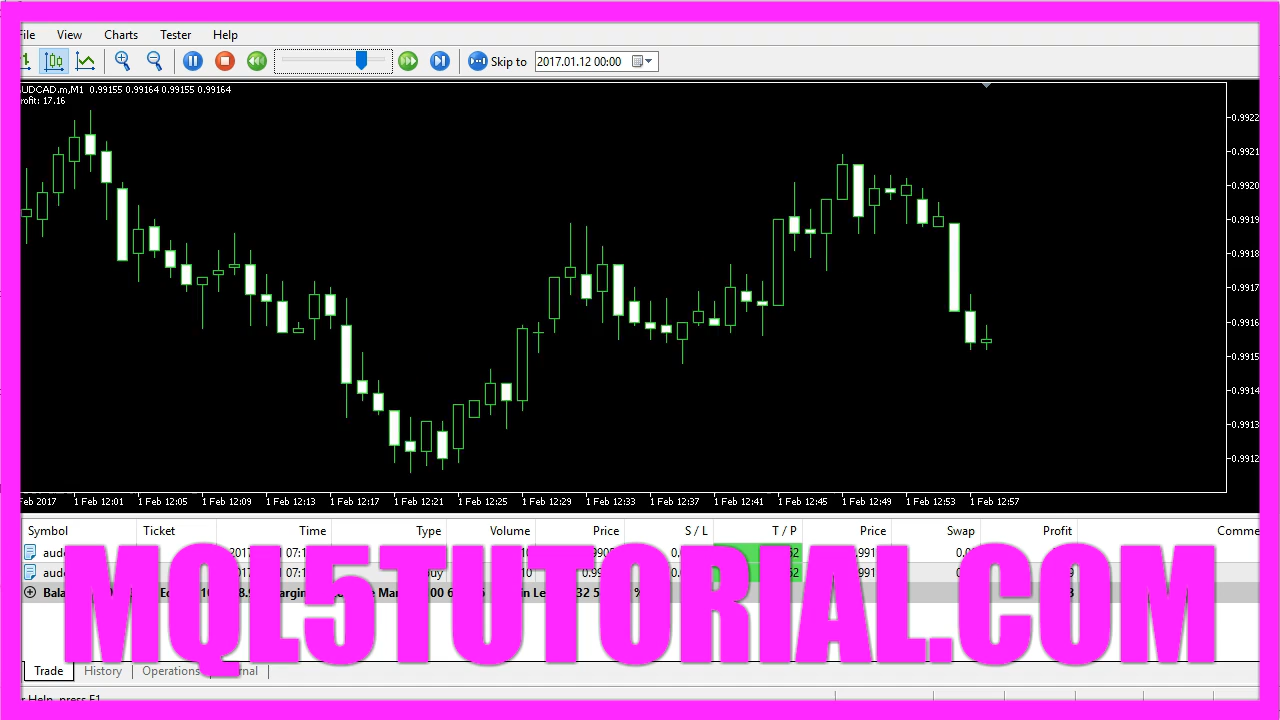 View Charts Tester Help
Skip to 2017.01.12 00:00
0.99155 0.99164 0.99155 0.99164
17.16
0.9922
0.9921
0.9920
0.9919
0.9918
0.9917
0.9916
0.9915
0.9914
0.9913
0.9912
2017 1 Feb 12:01 1 Feb 12:05 1 Feb 12:09 1 Feb 12:13 1 Feb 12:17 1 Feb 12:21 1 Feb 12:25 1 Feb 12:29 1 Feb 12:33 1 Feb 12:37 1 Feb 12:41 1 Feb 12:45 1 Feb 12:49 1 Feb 12:53 1 Feb 12:57
Symbol Ticket Time Type Volume Price S / L T / P Price Swap Profit
MQL5TUTORIAL.COM
Trade History Operations
Help, press F1